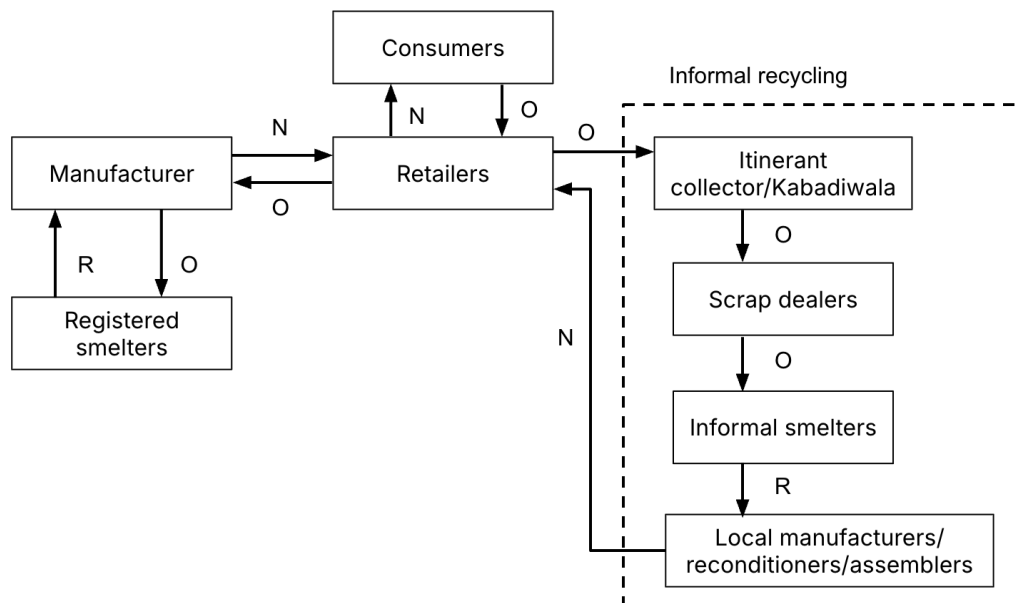 Consumers
Informal recycling
N
O
N
O
Manufacturer
Retailers
Itinerant
collector/Kabadiwala
O
R
O
O
Registered
smelters
Scrap dealers
N
O
Informal smelters
R
Local manufacturers/
reconditioners/assemblers